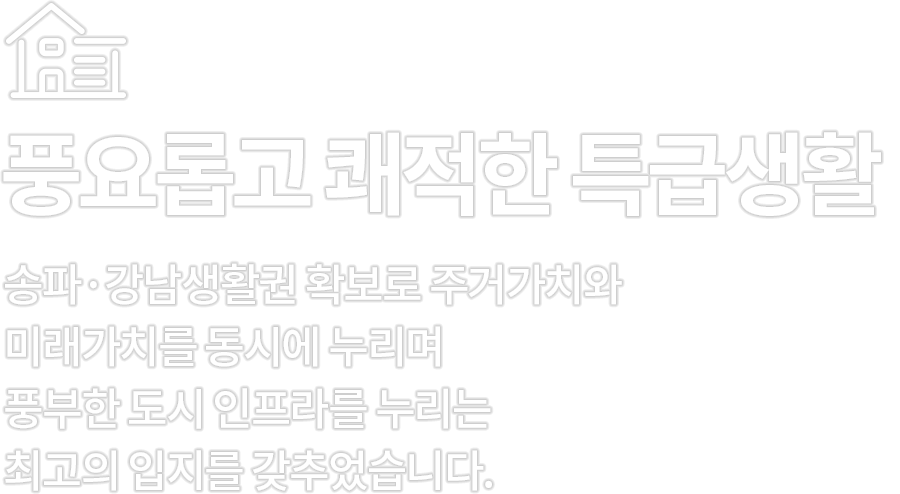 풍요롭고 쾌적한 특급생활
송파·강남생활권 확보로 주거가치와
미래가치를 동시에 누리며
풍부한 도시 인프라를 누리는
최고의 입지를 갖추었습니다.